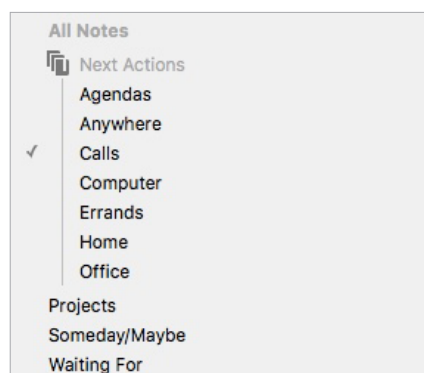 All Notes
Next Actions
Agendas
Anywhere
Calls
Computer
Errands
Home
Office
Projects
Someday/Maybe
Waiting For